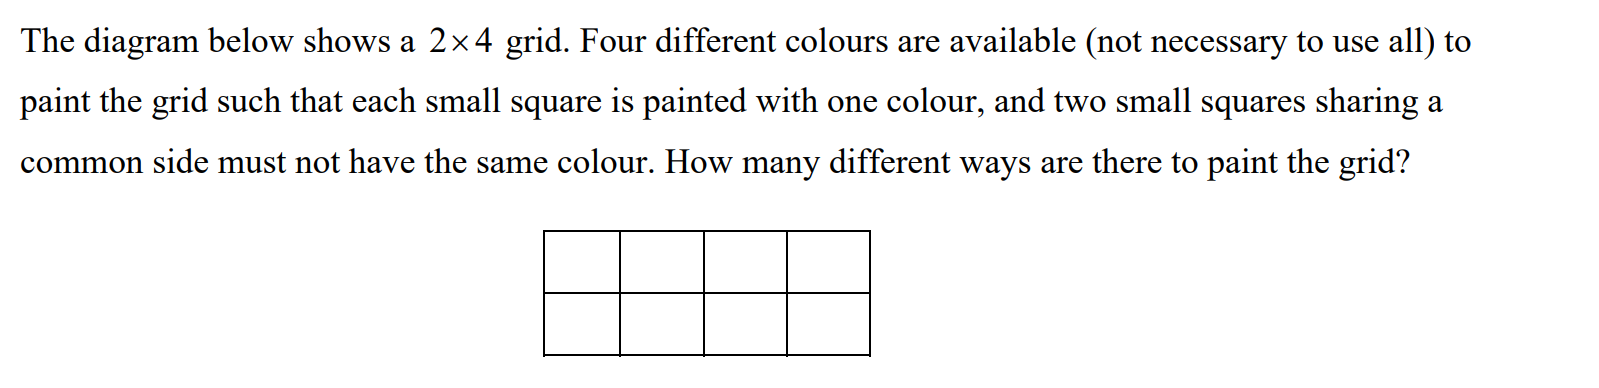 The diagram below shows a 2×4 grid. Four different colours are available (not necessary to use all) to
paint the grid such that each small square is painted with one colour, and two small squares sharing a
common side must not have the same colour. How many different ways are there to paint the grid?